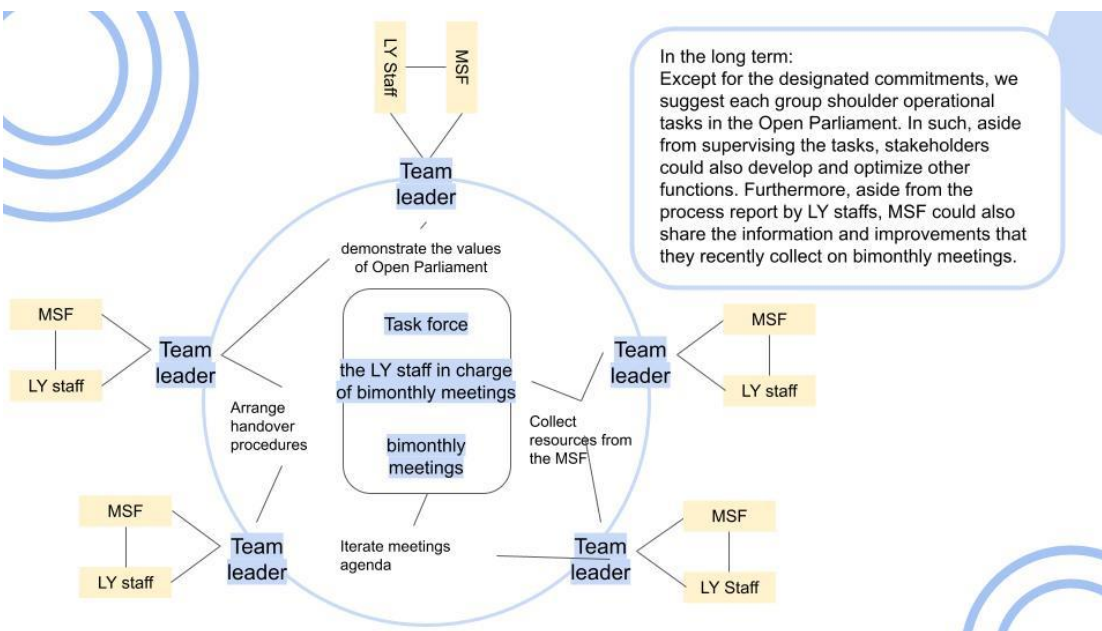 LY Staff
MSF
In the long term:
Except for the designated commitments, we
suggest each group shoulder operational
tasks in the Open Parliament. In such, aside
from supervising the tasks, stakeholders
could also develop and optimize other
functions. Furthermore, aside from the
process report by LY staffs, MSF could also
share the information and improvements that
they recently collect on bimonthly meetings.
Team
leader
demonstrate the values
of Open Parliament
MSF
LY staff
Team
leader
Task force
the LY staff in charge
of bimonthly meetings
bimonthly
meetings
Team
leader
MSF
LY staff
Arrange
handover
procedures
Collect
resources from
the MSF
MSF
LY staff
Team
leader
Iterate meetings
agenda
Team
leader
MSF
LY Staff